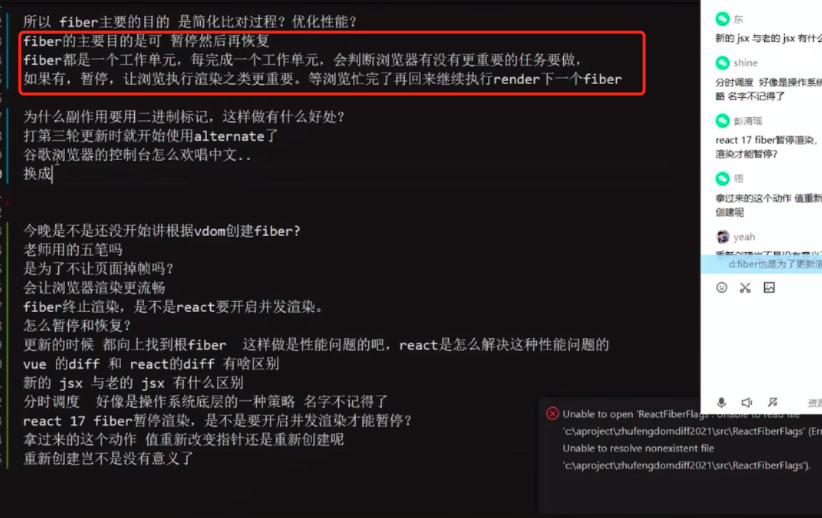 所以 fiber主要的目的 是简化比对过程？优化性能？
fiber的主要目的是可 暂停然后再恢复
fiber都是一个工作单元，每完成一个工作单元，会判断浏览器有没有更重要的任务要做，
如果有，暂停，让浏览执行渲染之类更重要。等浏览忙完了再回来继续执行render下一个fiber
为什么副作用要用二进制标记，这样做有什么好处？
打第三轮更新时就开始使用alternate了
谷歌浏览器的控制台怎么欢唱中文..
换成
今晚是不是还没开始讲根据vdom创建fiber?
老师用的五笔吗
是为了不让页面掉帧吗？
会让浏览器渲染更流畅
fiber终止渲染，是不是react要开启并发渲染。
怎么暂停和恢复？
更新的时候 都向上找到根fiber 这样做是性能问题的吧，react是怎么解决这种性能问题的
vue 的diff 和 react的diff 有啥区别
新的 jsx 与老的 jsx 有什么区别
分时调度 好像是操作系统底层的一种策略 名字不记得了
react 17 fiber暂停渲染，是不是要开启并发渲染才能暂停？
拿过来的这个动作 值重新改变指针还是重新创建呢
重新创建岂不是没有意义了
东
新的 jsx 与老的 jsx 有什么
shine
分时调度 好像是操作系统
略 名字不记得了
彭清瑶
react 17 fiber暂停渲染，
渲染才能暂停?
翎
拿过来的这个动作 值重新
创建呢
yeah
d:fiber也是为了更新渲
Unable to open 'ReactFiberFlags': Unable to read file
'c:\aproject\zhufengdomdiff2021\src\ReactFiberFlags' (Er
Unable to resolve nonexistent file
'c:\aproject\zhufengdomdiff2021\src\ReactFiberFlags').